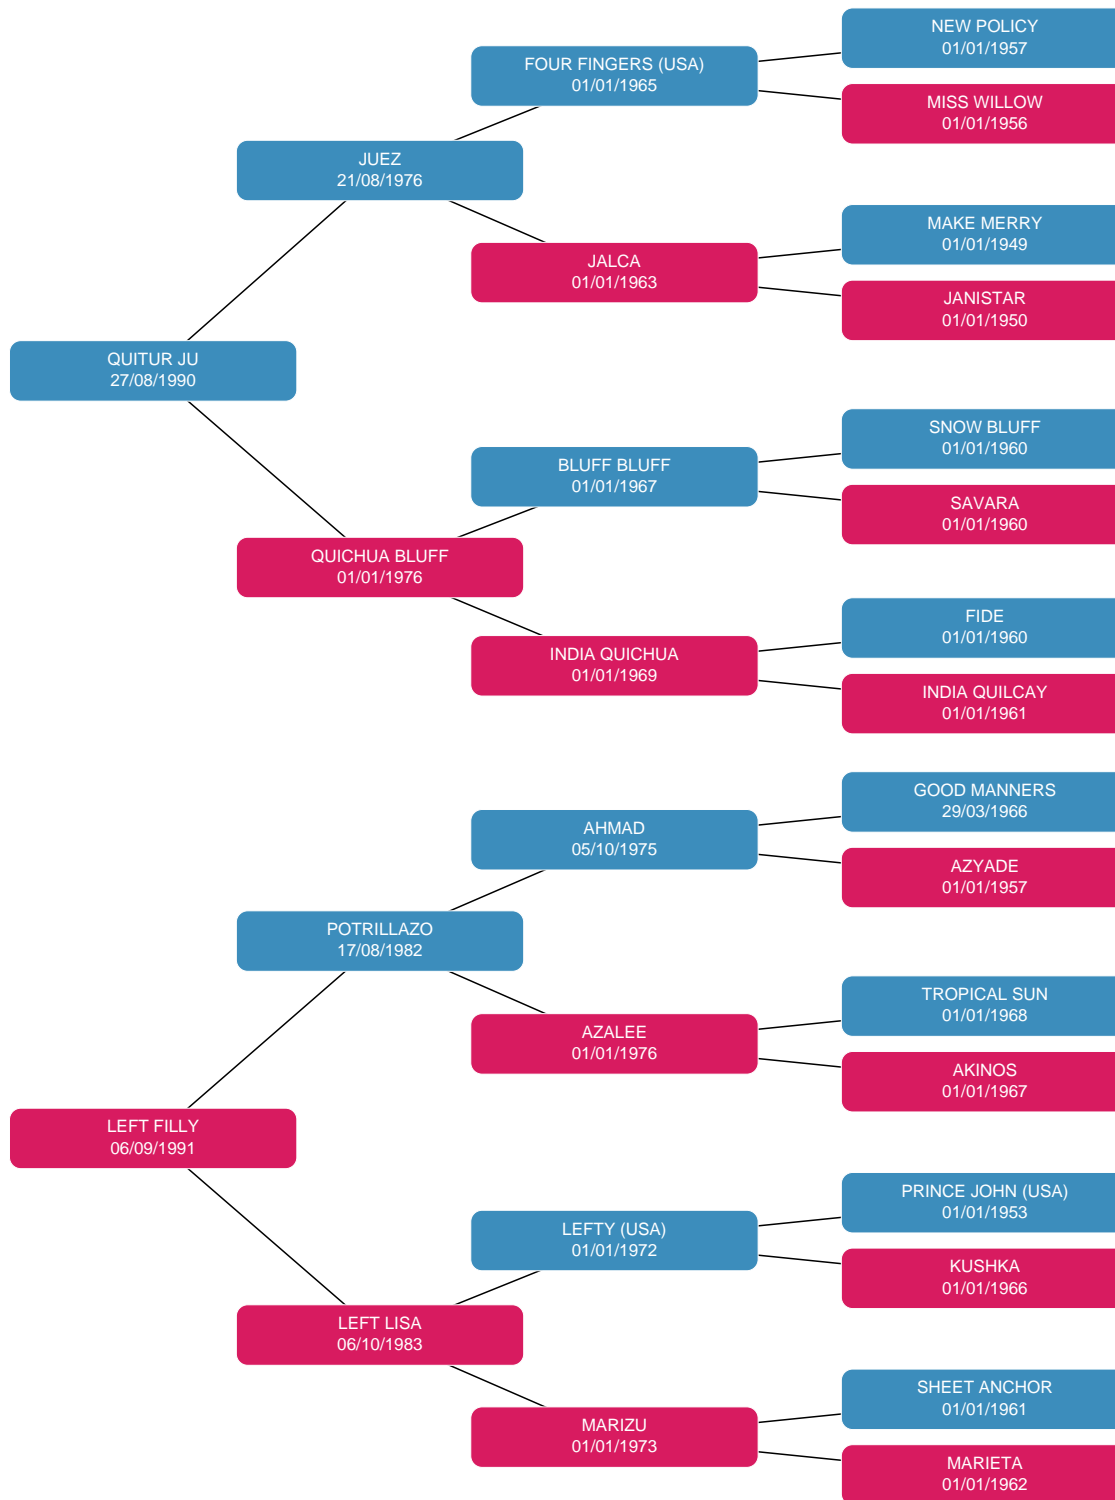 NEW POLICY
01/01/1957
FOUR FINGERS (USA)
01/01/1965
MISS WILLOW
01/01/1956
JUEZ
21/08/1976
MAKE MERRY
01/01/1949
JALCA
01/01/1963
JANISTAR
01/01/1950
QUITUR JU
27/08/1990
SNOW BLUFF
01/01/1960
BLUFF BLUFF
01/01/1967
SAVARA
01/01/1960
QUICHUA BLUFF
01/01/1976
FIDE
01/01/1960
INDIA QUICHUA
01/01/1969
INDIA QUILCAY
01/01/1961
GOOD MANNERS
29/03/1966
AHMAD
05/10/1975
AZYADE
01/01/1957
POTRILLAZO
17/08/1982
TROPICAL SUN
01/01/1968
AZALEE
01/01/1976
AKINOS
01/01/1967
LEFT FILLY
06/09/1991
PRINCE JOHN (USA)
01/01/1953
LEFTY (USA)
01/01/1972
KUSHKA
01/01/1966
LEFT LISA
06/10/1983
SHEET ANCHOR
01/01/1961
MARIZU
01/01/1973
MARIETA
01/01/1962